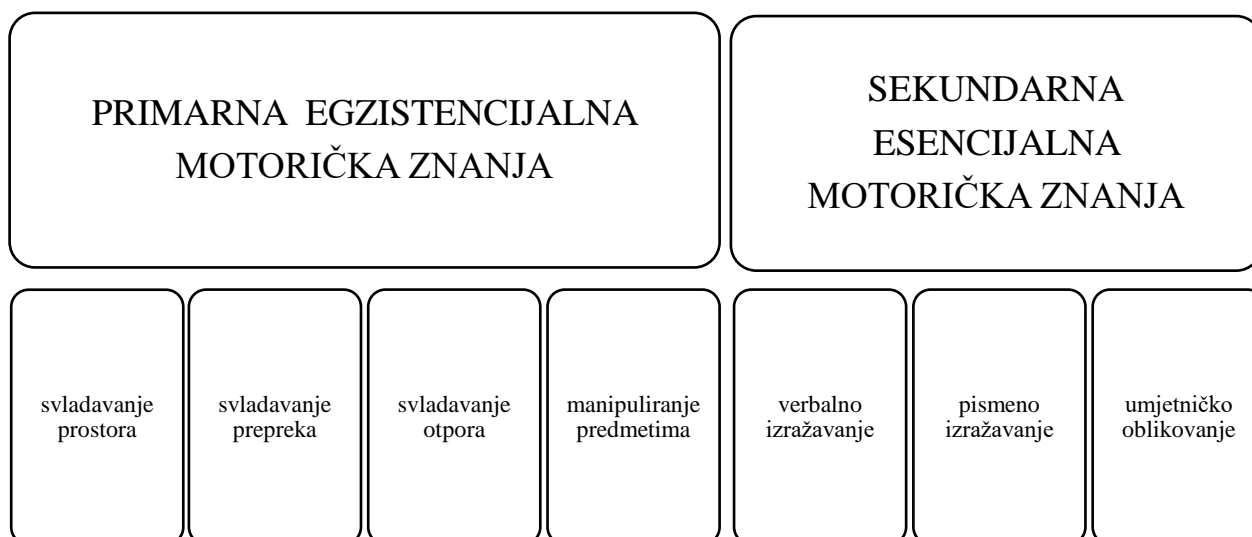 PRIMARNA EGZISTENCIJALNA
MOTORIČKA ZNANJA
SEKUNDARNA
ESENCIJALNA
MOTORIČKA ZNANJA
svladavanje
prostora
svladavanje
prepreka
svladavanje
otpora
manipuliranje
predmetima
verbalno
izražavanje
pismeno
izražavanje
umjetničko
oblikovanje